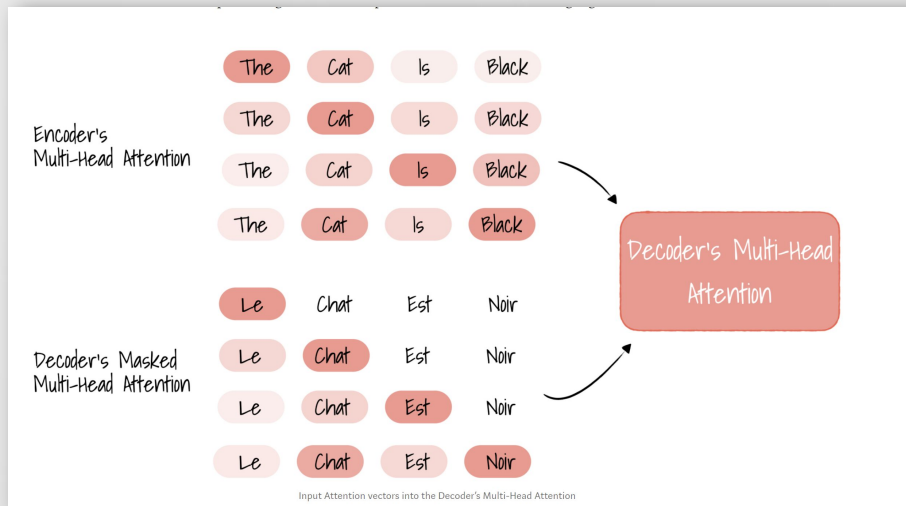 The Cat Is Black
The Cat Is Black
Encoder's
Multi-Head Attention
The Cat Is Black
The Cat Is Black
Decoder's Multi-Head
Attention
Le Chat Est Noir
Le Chat Est Noir
Decoder's Masked
Multi-Head Attention
Le Chat Est Noir
Le Chat Est Noir
Input Attention vectors into the Decoder's Multi-Head Attention